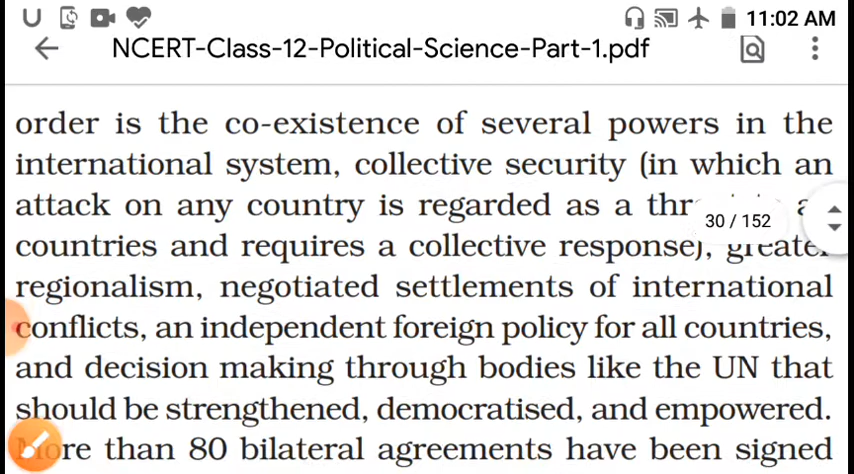 11:02 AM
NCERT-Class-12-Political-Science-Part-1.pdf
order is the co-existence of several powers in the
international system, collective security (in which an
attack on any country is regarded as a
30 / 152
countries and requires a collective response), greater
regionalism, negotiated settlements of international
conflicts, an independent foreign policy for all countries,
and decision making through bodies like the UN that
should be strengthened, democratised, and empowered.
More than 80 bilateral agreements have been signed